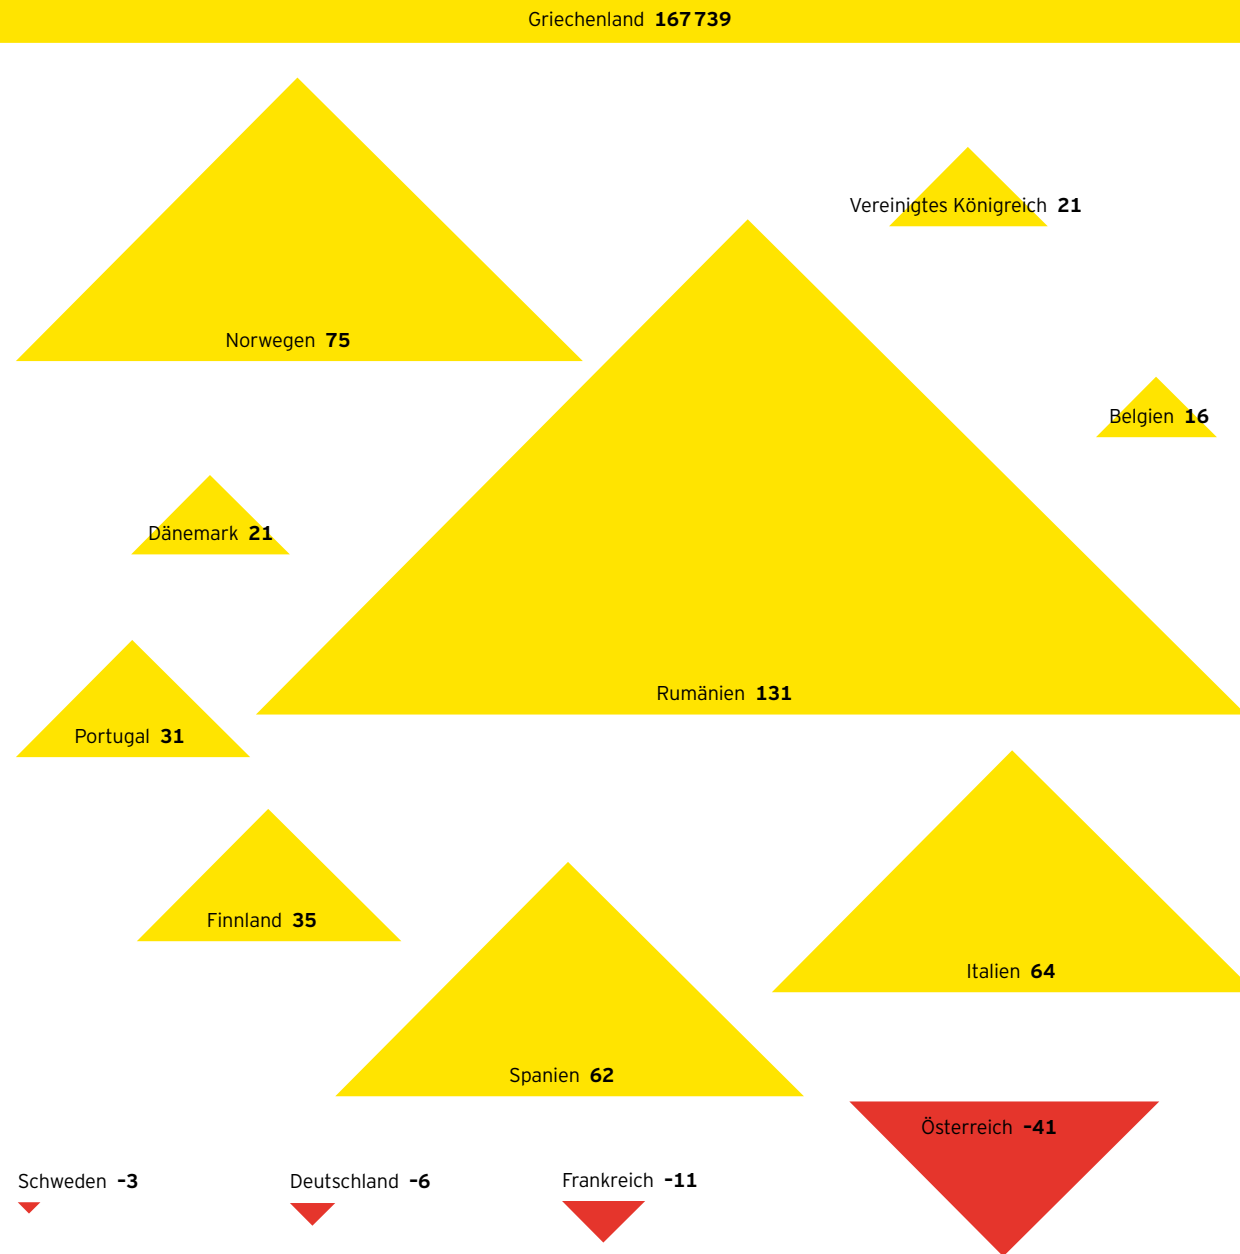 Griechenland 167 739
Vereinigtes Königreich 21
Norwegen 75
Belgien 16
Dänemark 21
Rumänien 131
Portugal 31
Finnland 35
Italien 64
Spanien 62
Österreich -41
Schweden -3
Deutschland -6
Frankreich -11